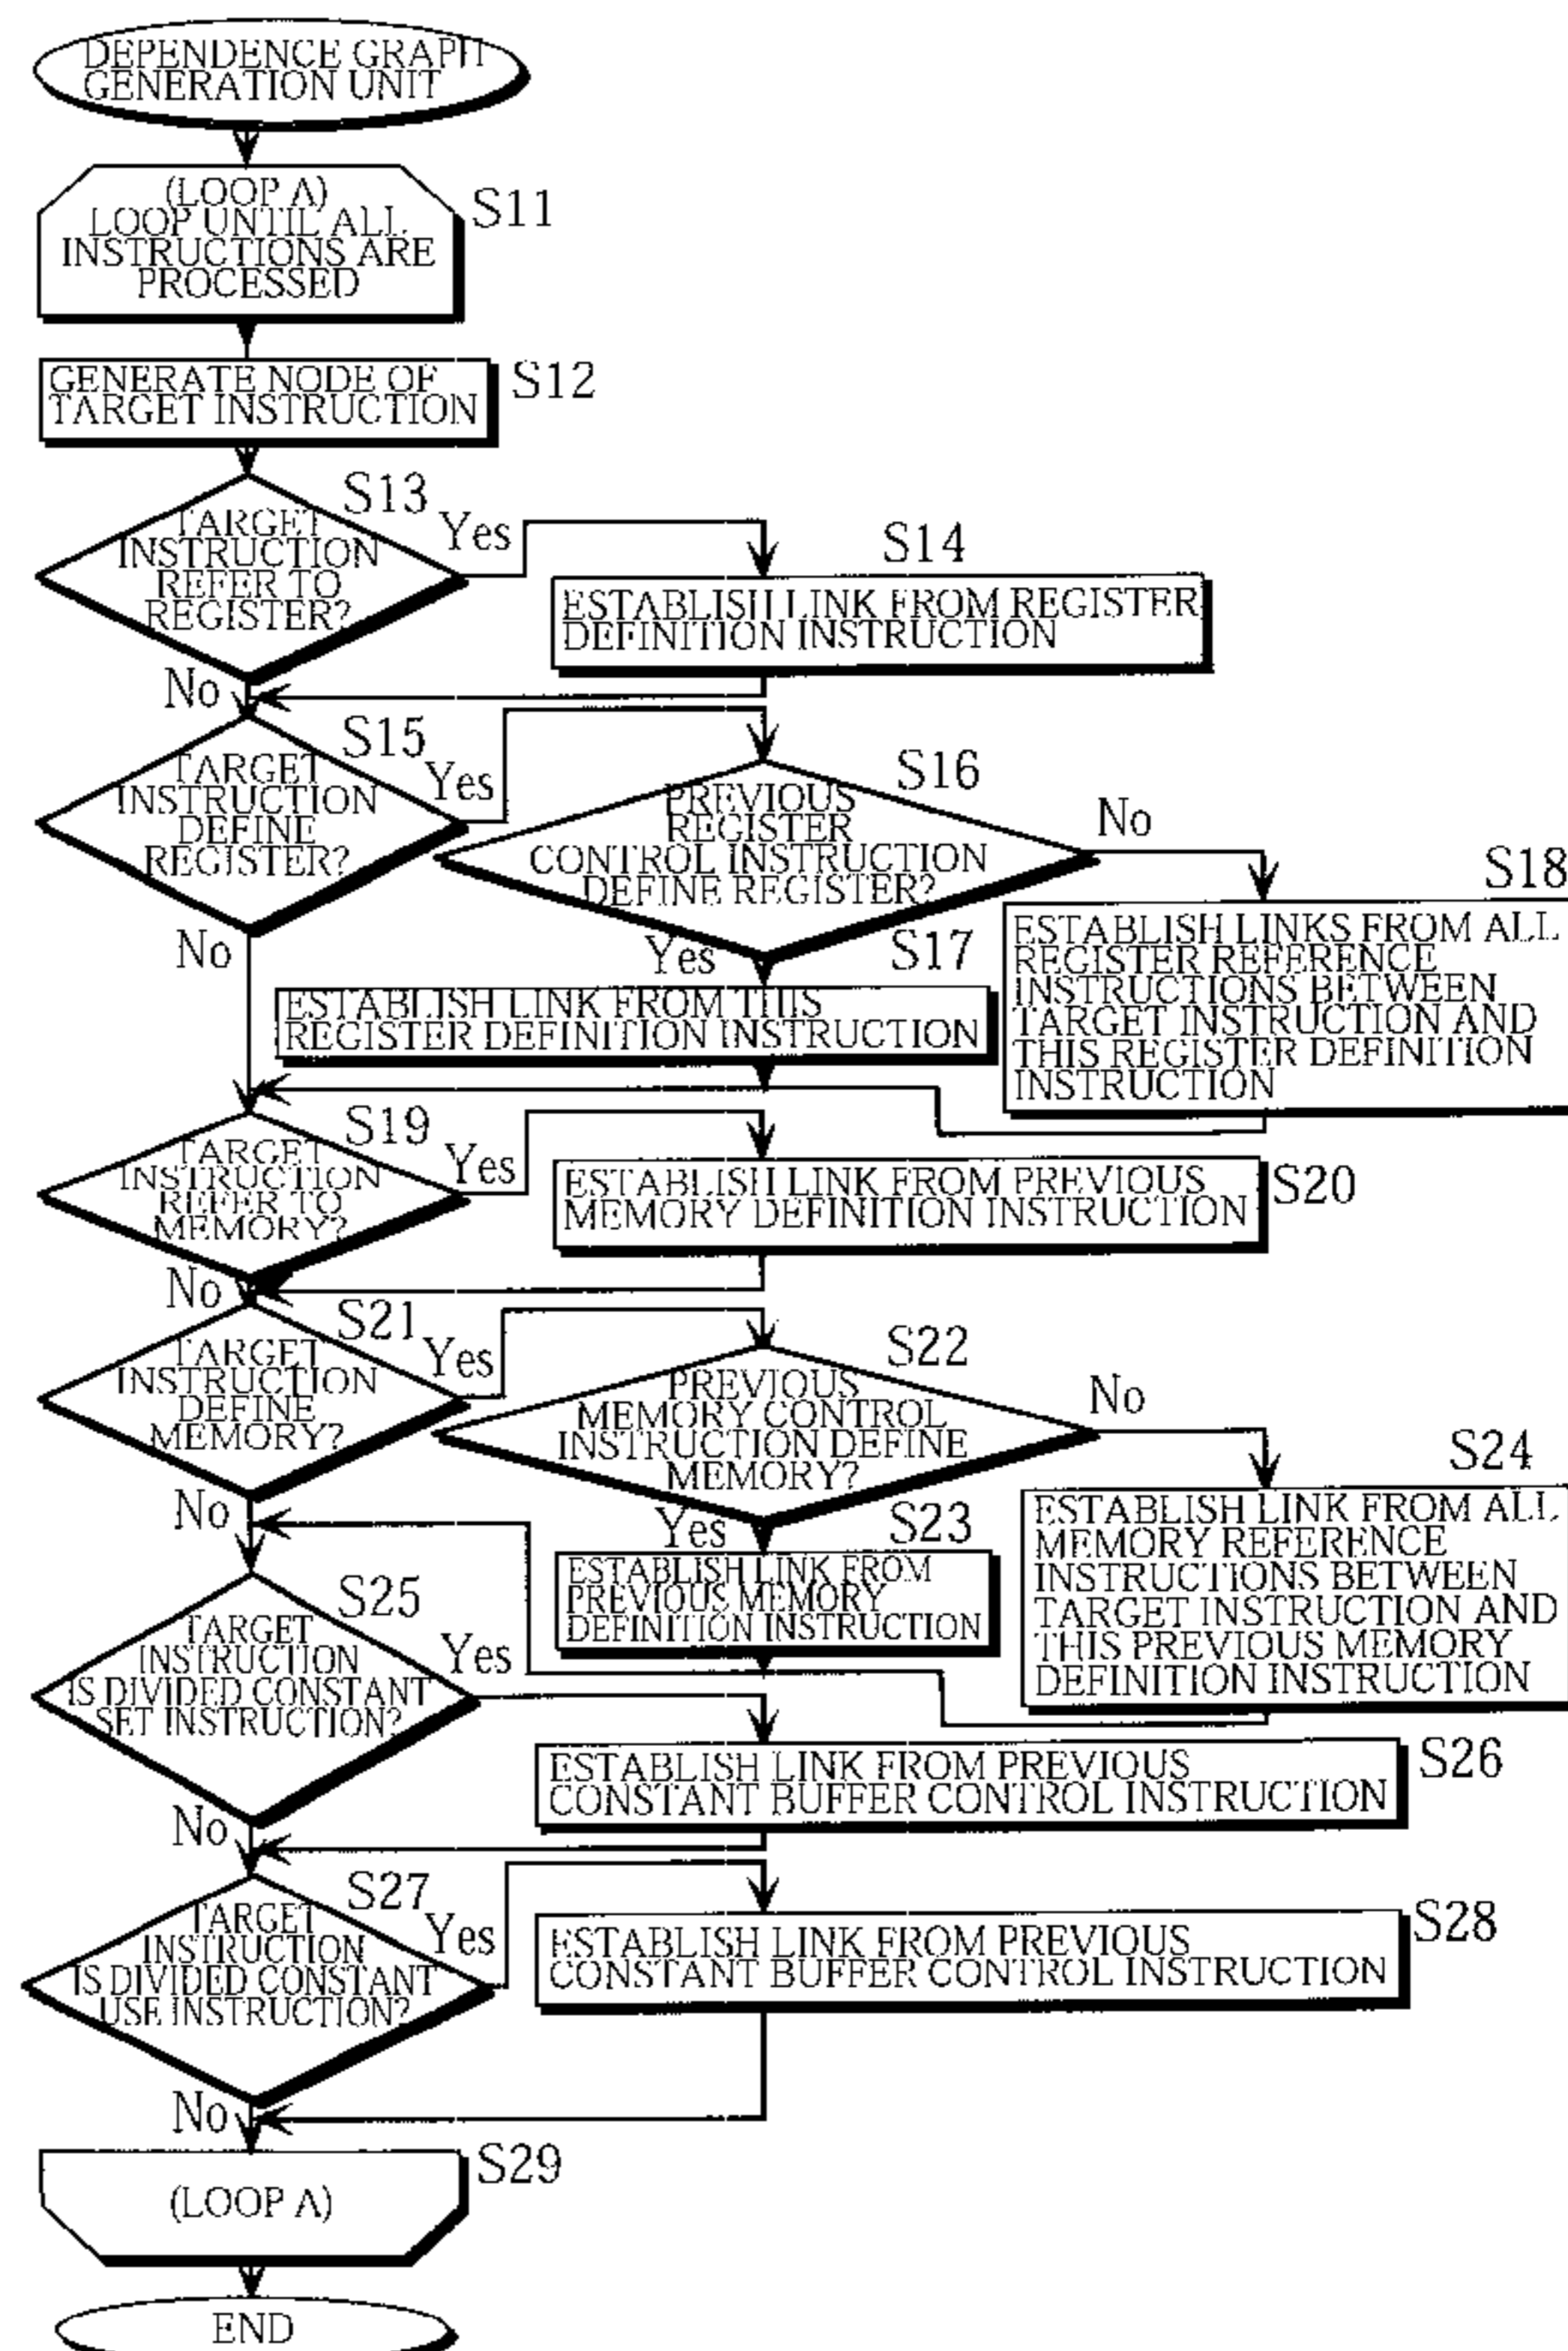 DEPENDENCE GRAPH
GENERATION UNIT
(LOOP A)
LOOP UNTIL ALL
INSTRUCTIONS ARE
PROCESSED
S11
GENERATE NODE OF
TARGET INSTRUCTION
S12
S13
TARGET
INSTRUCTION
REFER TO
REGISTER?
Yes
No
S14
ESTABLISH LINK FROM REGISTER
DEFINITION INSTRUCTION
S15
TARGET
INSTRUCTION
DEFINE
REGISTER?
Yes
No
S16
PREVIOUS
REGISTER
CONTROL INSTRUCTION
DEFINE REGISTER?
No
Yes
S17
ESTABLISH LINK FROM THIS
REGISTER DEFINITION INSTRUCTION
S18
ESTABLISH LINKS FROM ALL
REGISTER REFERENCE
INSTRUCTIONS BETWEEN
TARGET INSTRUCTION AND
THIS REGISTER DEFINITION
INSTRUCTION
S19
TARGET
INSTRUCTION
REFER TO
MEMORY?
Yes
No
ESTABLISH LINK FROM PREVIOUS
MEMORY DEFINITION INSTRUCTION
S20
S21
TARGET
INSTRUCTION
DEFINE
MEMORY?
Yes
No
S22
PREVIOUS
MEMORY CONTROL
INSTRUCTION DEFINE
MEMORY?
No
Yes
S23
ESTABLISH LINK FROM
PREVIOUS MEMORY
DEFINITION INSTRUCTION
S24
ESTABLISH LINK FROM ALL
MEMORY REFERENCE
INSTRUCTIONS BETWEEN
TARGET INSTRUCTION AND
THIS PREVIOUS MEMORY
DEFINITION INSTRUCTION
S25
TARGET
INSTRUCTION
IS DIVIDED CONSTANT
SET INSTRUCTION?
Yes
No
ESTABLISH LINK FROM PREVIOUS
CONSTANT BUFFER CONTROL INSTRUCTION
S26
S27
TARGET
INSTRUCTION
IS DIVIDED CONSTANT
USE INSTRUCTION?
Yes
No
ESTABLISH LINK FROM PREVIOUS
CONSTANT BUFFER CONTROL INSTRUCTION
S28
(LOOP A)
S29
END